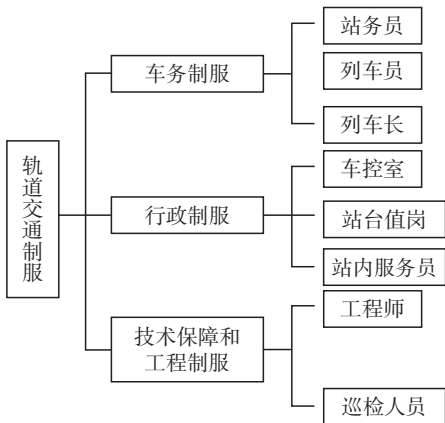 轨道交通制服
车务制服
站务员
列车员
列车长
行政制服
车控室
站台值岗
站内服务员
技术保障和
工程制服
工程师
巡检人员